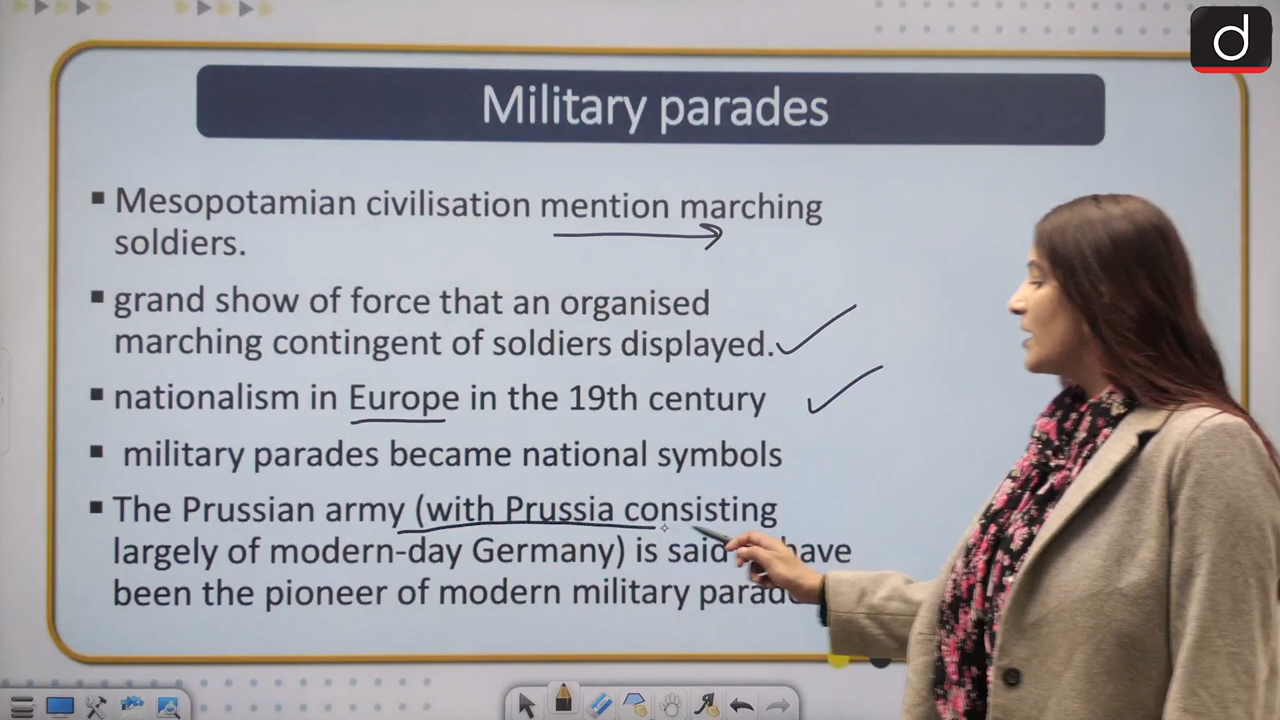 d
Military parades
▪ Mesopotamian civilisation mention marching
soldiers.
▪ grand show of force that an organised
marching contingent of soldiers displayed.
▪ nationalism in Europe in the 19th century
▪ military parades became national symbols
▪ The Prussian army (with Prussia consisting
largely of modern-day Germany) is said have
been the pioneer of modern military